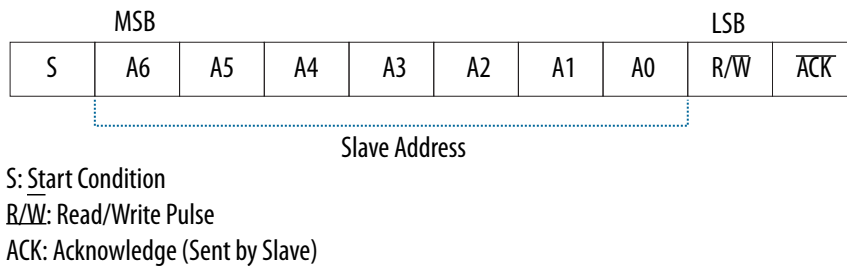 MSB LSB
S A6 A5 A4 A3 A2 A1 A0 R/W̅ A̅C̅K̅
Slave Address
S: Start Condition
R/W̅: Read/Write Pulse
ACK: Acknowledge (Sent by Slave)